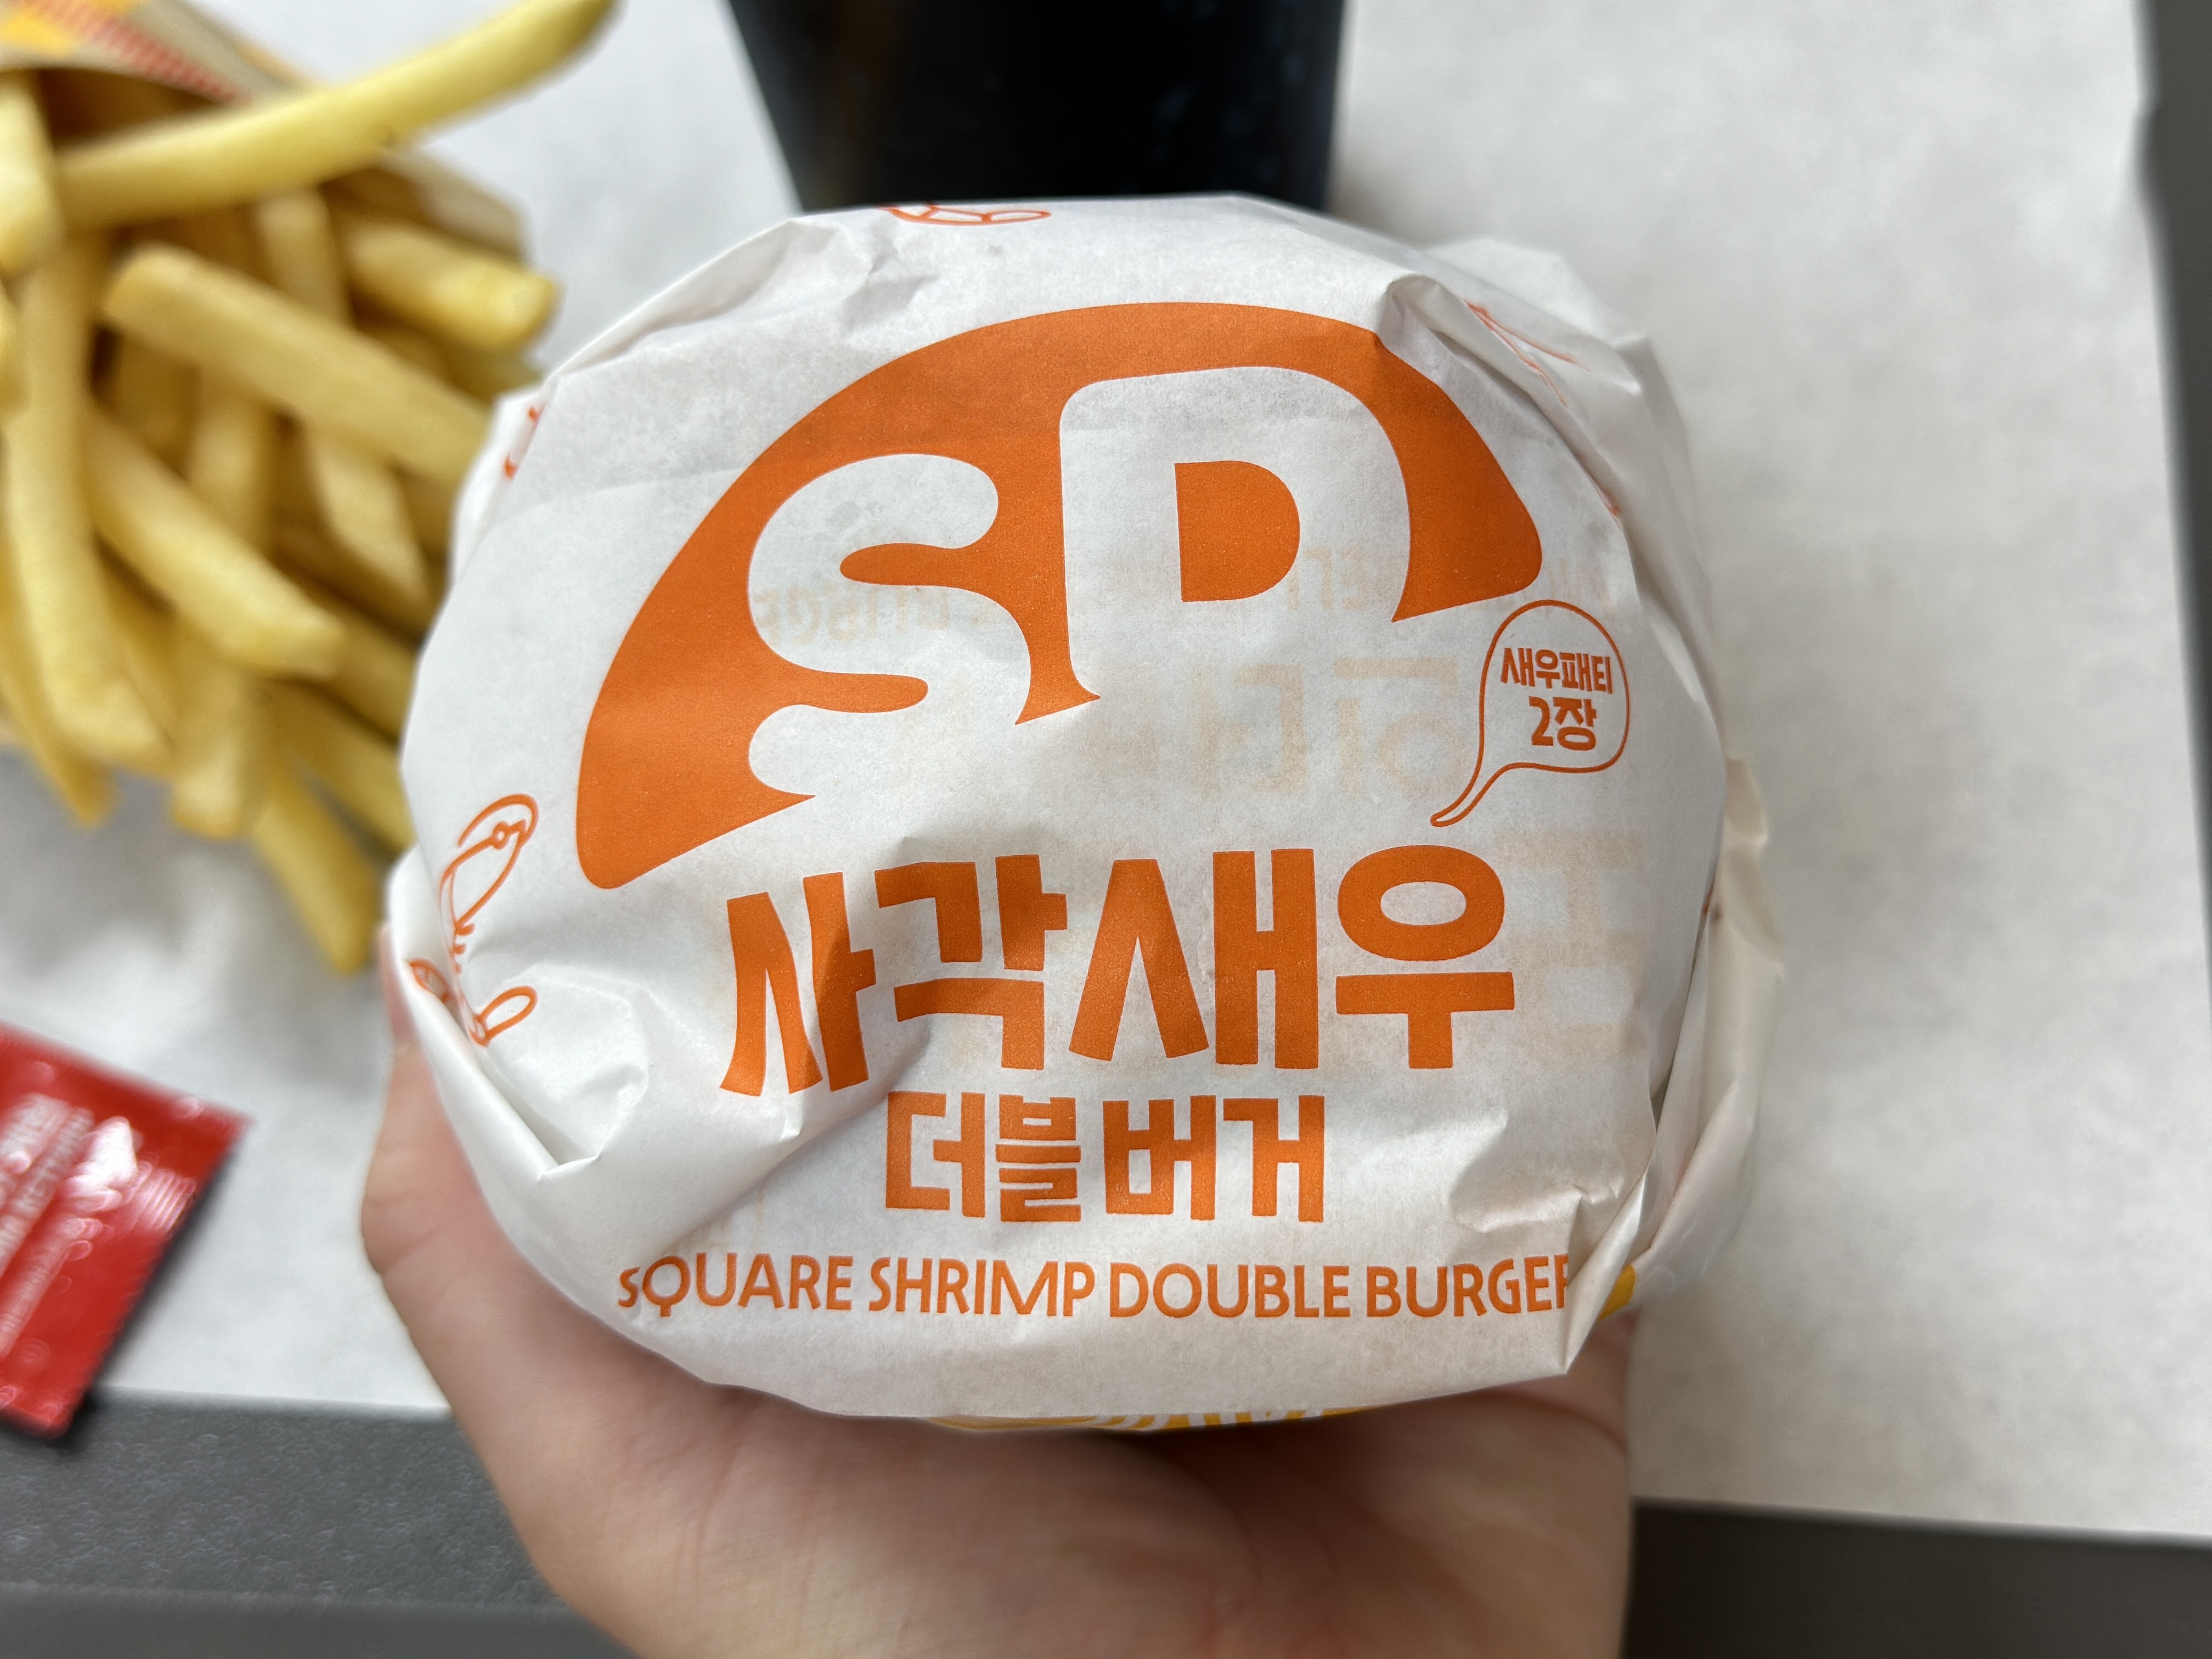 SD
새우패티
2장
사각새우
더블버거
SQUARE SHRIMP DOUBLE BURGER